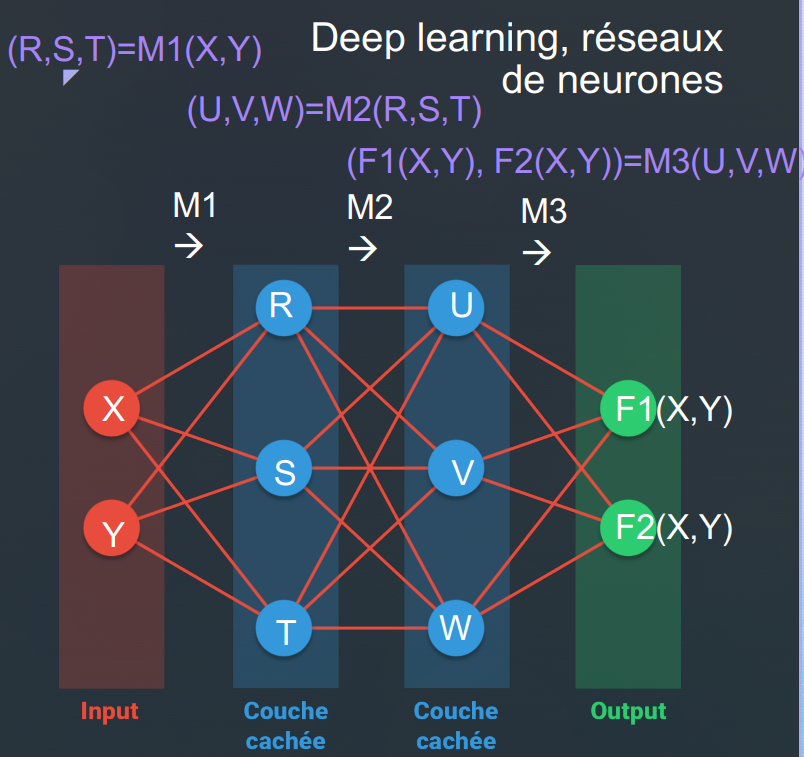 (R,S,T)=M1(X,Y)
Deep learning, réseaux
de neurones
(U,V,W)=M2(R,S,T)
(F1(X,Y), F2(X,Y))=M3(U,V,W)
M1 M2 M3
→ → →
R U
X F1(X,Y)
S V
Y F2(X,Y)
T W
Input Couche Couche Output
cachée cachée